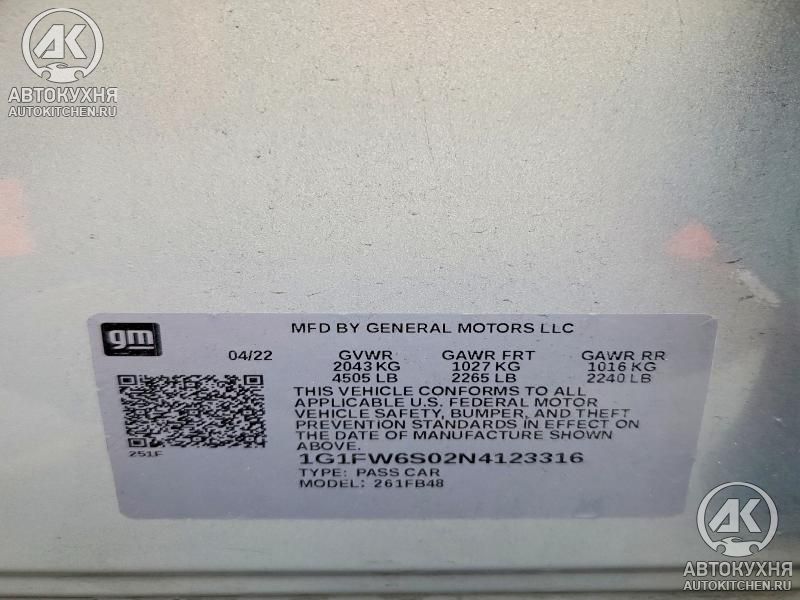 AK
АВТОКУХНЯ
AUTOKITCHEN.RU
gm
MFD BY GENERAL MOTORS LLC
04/22 GVWR GAWR FRT GAWR RR
2043 KG 1027 KG 1016 KG
4505 LB 2265 LB 2240 LB
THIS VEHICLE CONFORMS TO ALL
APPLICABLE U.S. FEDERAL MOTOR
VEHICLE SAFETY, BUMPER, AND THEFT
PREVENTION STANDARDS IN EFFECT ON
THE DATE OF MANUFACTURE SHOWN
ABOVE.
251F
1G1FW6S02N4123316
TYPE: PASS CAR
MODEL: 261FB48
AK
АВТОКУХНЯ
AUTOKITCHEN.RU